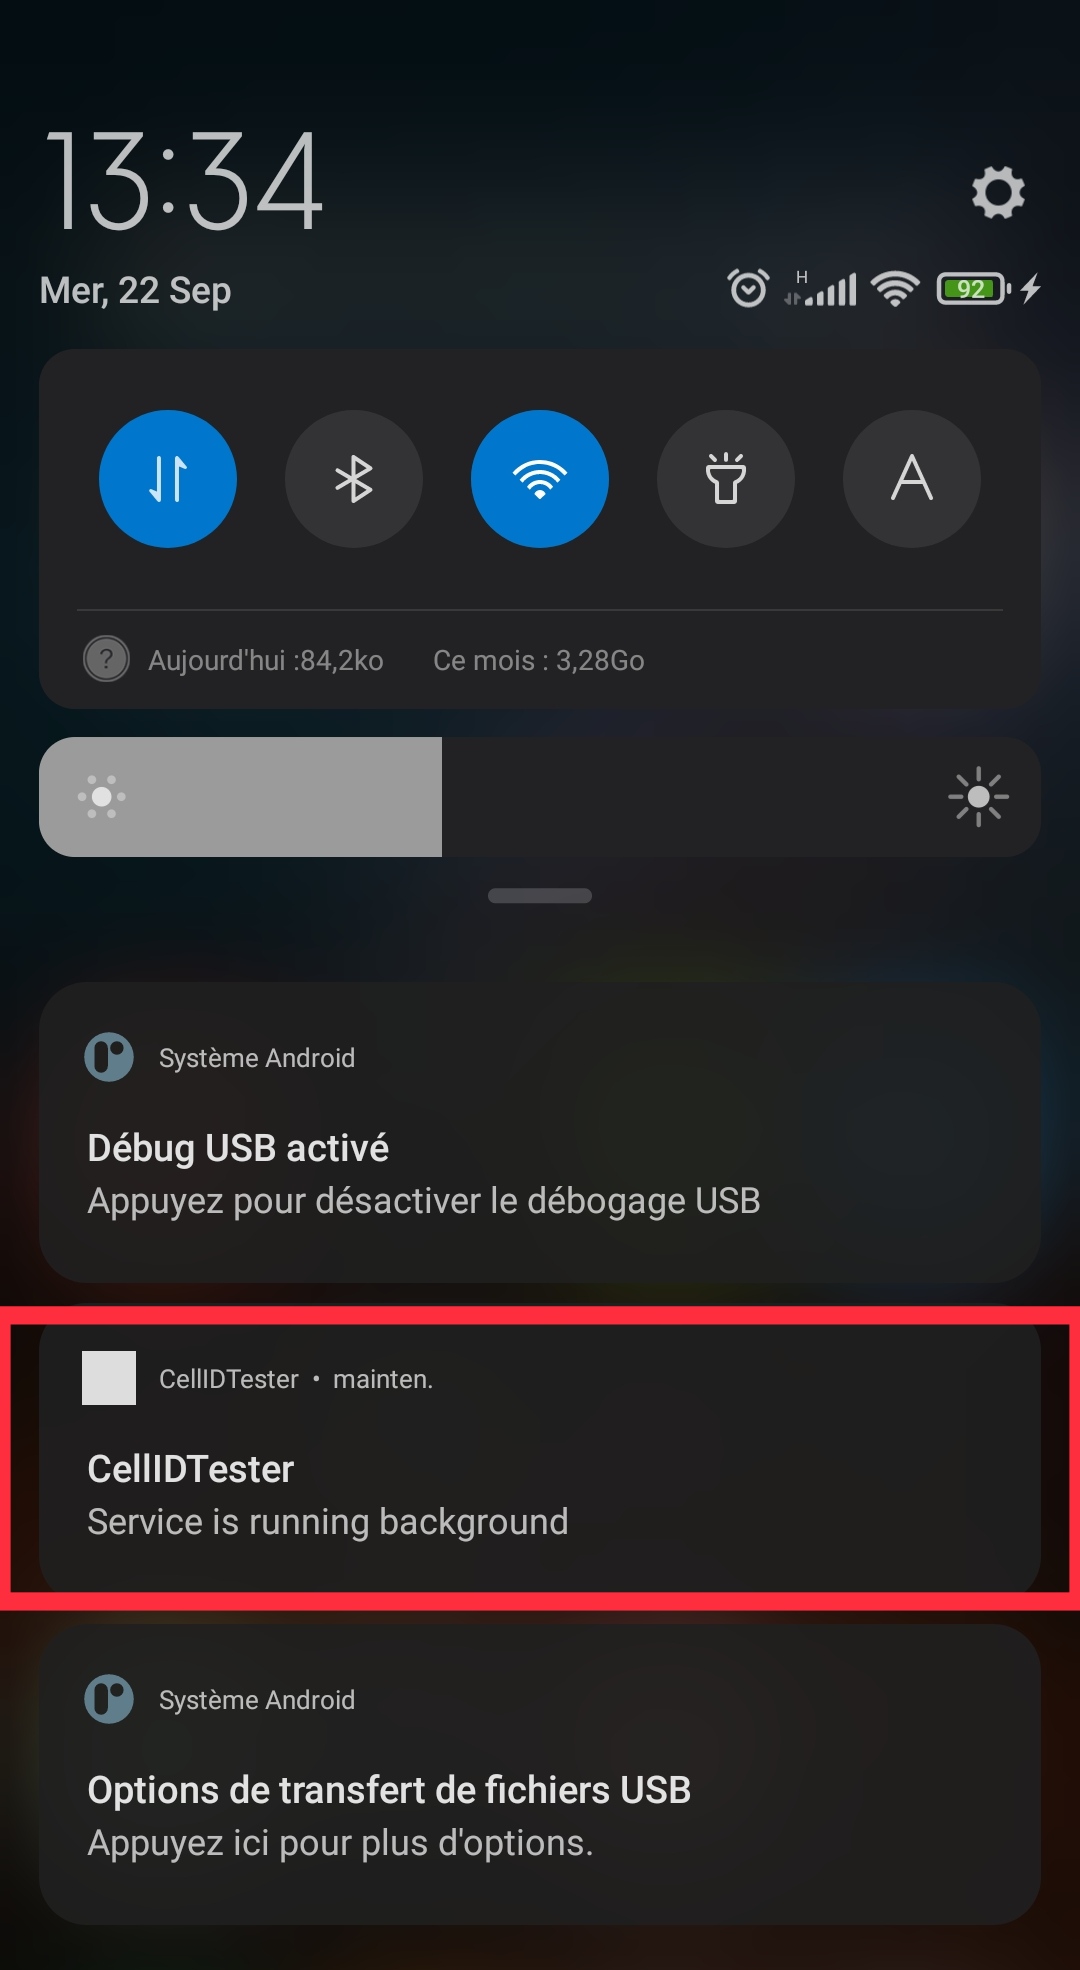 13:34
Mer, 22 Sep
H
92
A
Aujourd'hui :84,2ko Ce mois : 3,28Go
Système Android
Débug USB activé
Appuyez pour désactiver le débogage USB
CellIDTester • mainten.
CellIDTester
Service is running background
Système Android
Options de transfert de fichiers USB
Appuyez ici pour plus d'options.